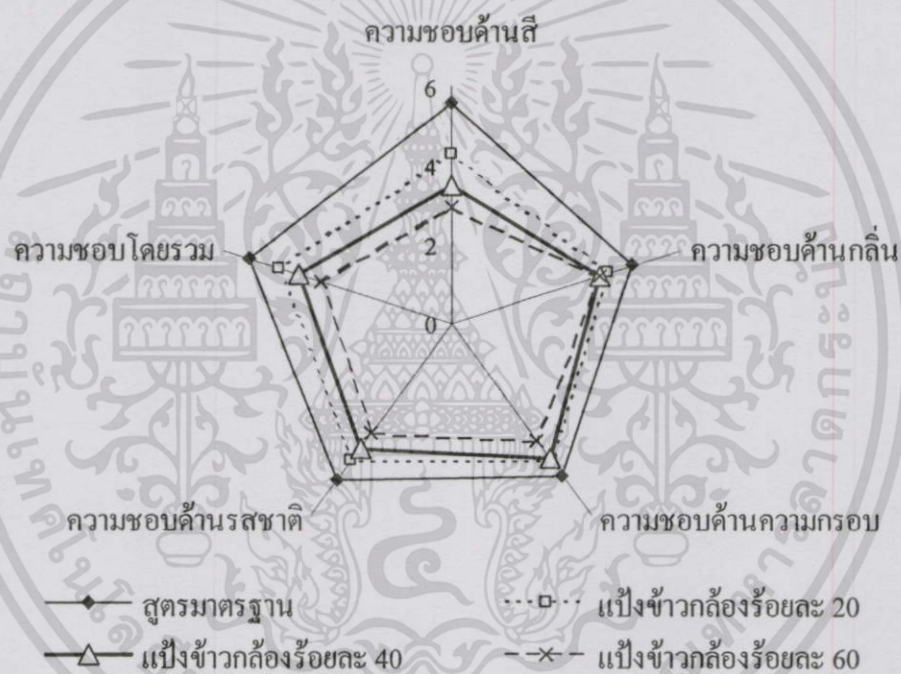 ความชอบด้านสี
6
4
ความชอบโดยรวม
ความชอบด้านกลิ่น
2
0
ความชอบด้านรสชาติ
ความชอบด้านความกรอบ
สูตรมาตรฐาน
แป้งข้าวกล้องร้อยละ 20
แป้งข้าวกล้องร้อยละ 40
แป้งข้าวกล้องร้อยละ 60